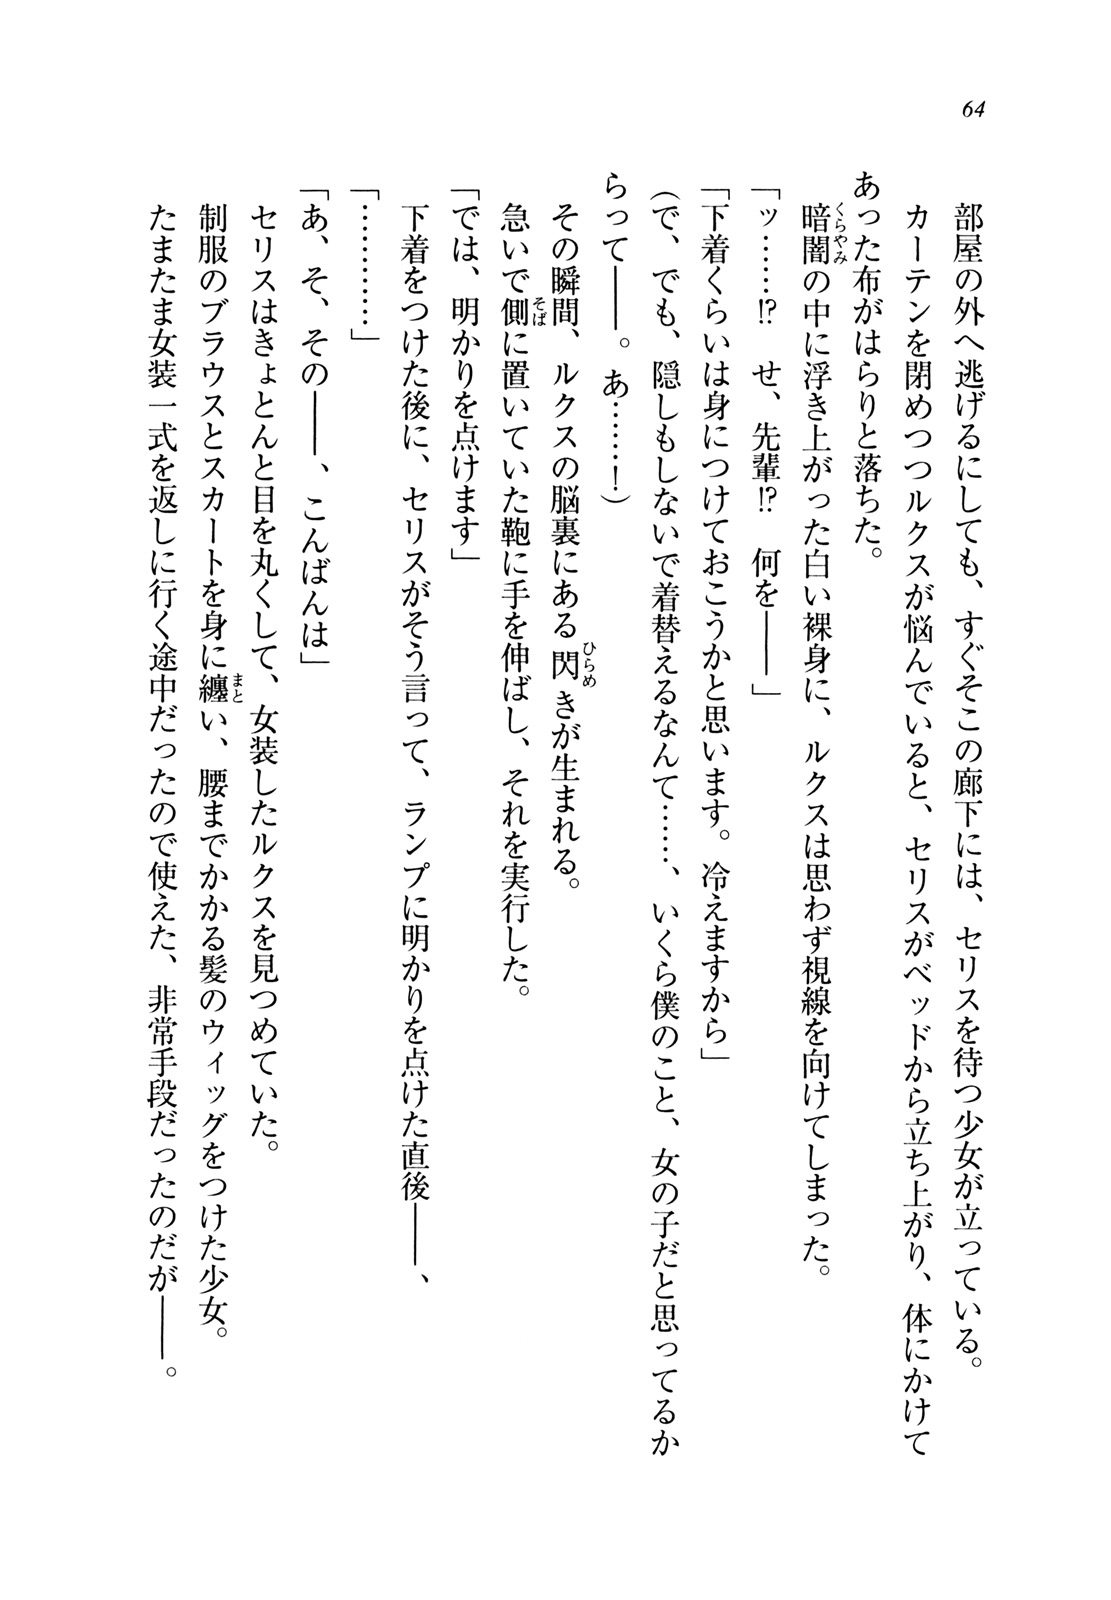 64
部屋の外へ逃げるにしても、すぐそこの廊下には、セリスを待つ少女が立っている。
カーテンを閉めつつルクスが悩んでいると、セリスがベッドから立ち上がり、体にかけて
あった布がはらりと落ちた。
暗闇の中に浮き上がった白い裸身に、ルクスは思わず視線を向けてしまった。
「ッ……!? せ、先輩!? 何を――」
「下着くらいは身につけておこうかと思います。冷えますから」
(で、でも、隠しもしないで着替えるなんて……、いくら僕のこと、女の子だと思ってるか
らって――。あ……!)
その瞬間、ルクスの脳裏にある閃きが生まれる。
急いで側に置いていた鞄に手を伸ばし、それを実行した。
「では、明かりを点けます」
下着をつけた後に、セリスがそう言って、ランプに明かりを点けた直後――、
「…………」
「あ、そ、その――、こんばんは」
セリスはきょとんと目を丸くして、女装したルクスを見つめていた。
制服のブラウスとスカートを身に纏い、腰までかかる髪のウィッグをつけた少女。
たまたま女装一式を返しに行く途中だったので使えた、非常手段だったのだが――。